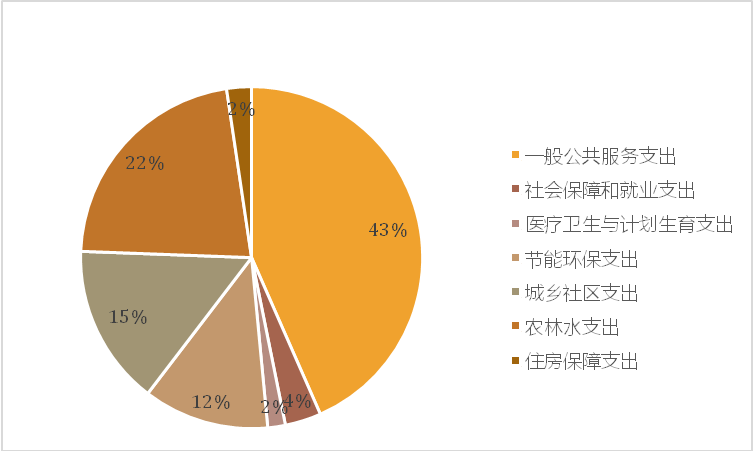 2%
22%
43%
15%
12%
2%
4%
一般公共服务支出
社会保障和就业支出
医疗卫生与计划生育支出
节能环保支出
城乡社区支出
农林水支出
住房保障支出